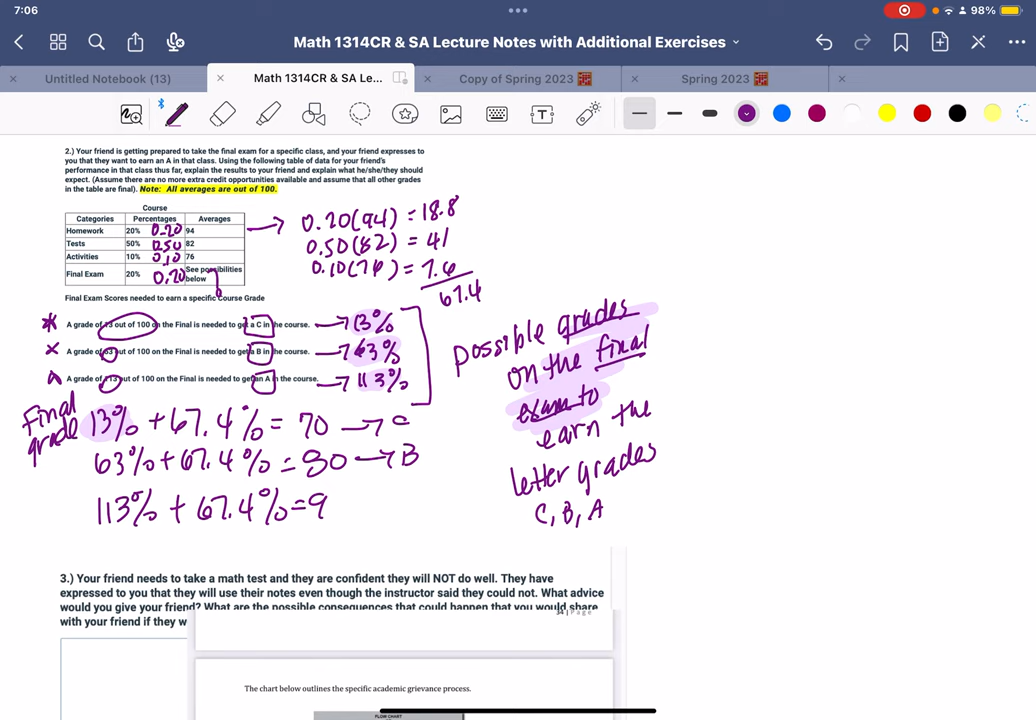 7:06
98%
Math 1314CR & SA Lecture Notes with Additional Exercises
Untitled Notebook (13)
Math 1314CR & SA Le...
Copy of Spring 2023
Spring 2023
2.) Your friend is getting prepared to take the final exam for a specific class, and your friend expresses to
you that they want to earn an A in that class. Using the following table of data for your friend's
performance in that class thus far, explain the results to your friend and explain what he/she/they should
expect. (Assume there are no more extra credit opportunities available and assume that all other grades
in the table are final). Note: All averages are out of 100.
Course
Categories Percentages Averages
Homework 20% 0.20 94
Tests 50% 0.50 82
Activities 10% 0.10 76
Final Exam 20% 0.20 See possibilities
below
0.20(94) = 18.8
0.50(82) = 41
0.10(76) = 7.6
67.4
Final Exam Scores needed to earn a specific Course Grade
A grade of 13 out of 100 on the Final is needed to get a C in the course. 13%
A grade of 63 out of 100 on the Final is needed to get a B in the course. 63%
A grade of 113 out of 100 on the Final is needed to get an A in the course. 113%
possible grades
on the final
exam to
earn the
letter grades
C, B, A
Final
grade 13% + 67.4% = 70 → C
63% + 67.4% = 80 → B
113% + 67.4% = 9
3.) Your friend needs to take a math test and they are confident they will NOT do well. They have
expressed to you that they will use their notes even though the instructor said they could not. What advice
would you give your friend? What are the possible consequences that could happen that you would share
with your friend if they w
34 | Page
The chart below outlines the specific academic grievance process.
FLOW CHART